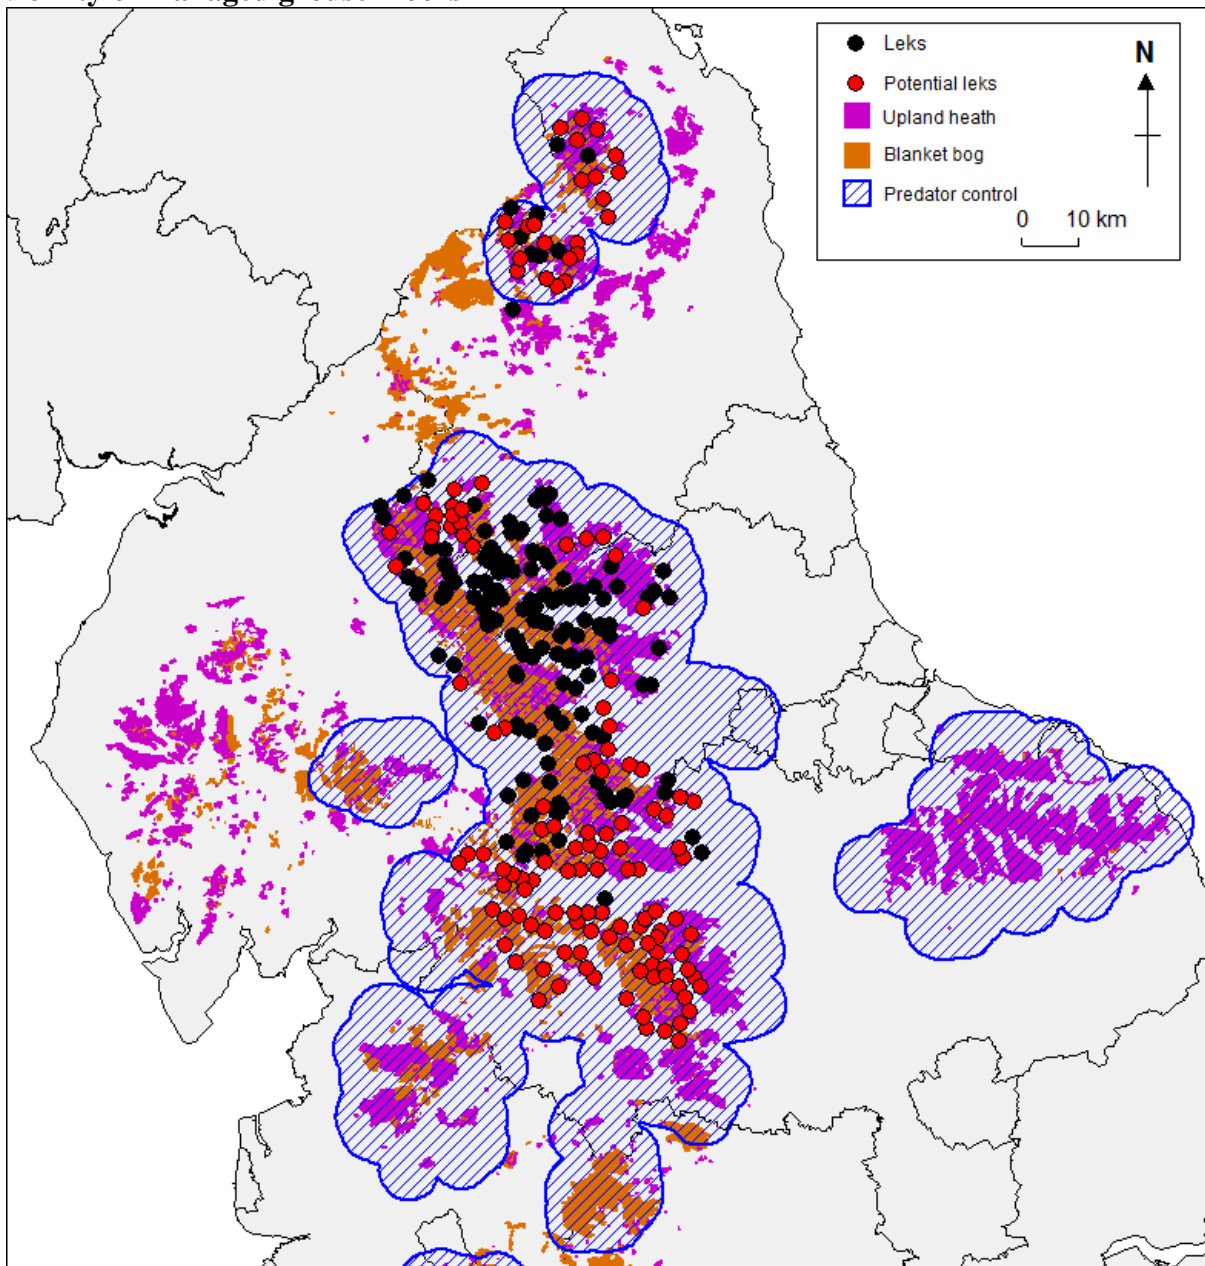 Leks
N
Potential leks
Upland heath
Blanket bog
Predator control
0 10 km